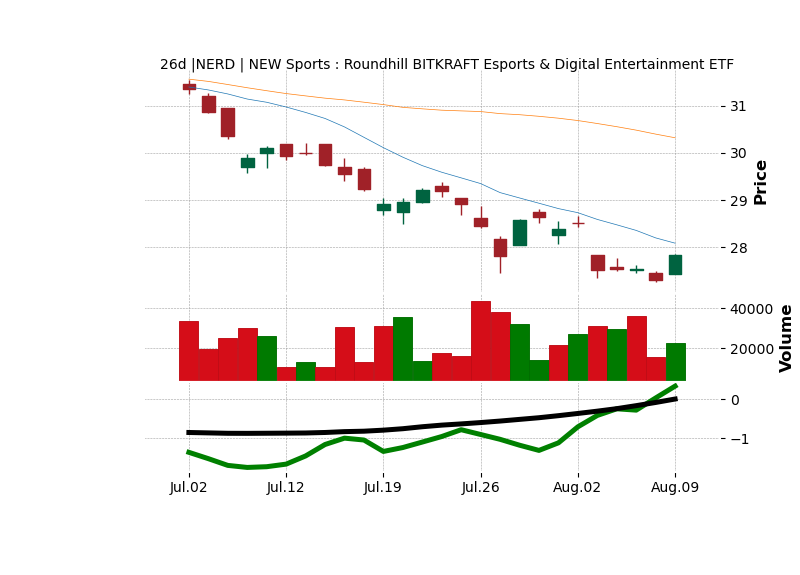 26d |NERD | NEW Sports : Roundhill BITKRAFT Esports & Digital Entertainment ETF
31
30
29
28
Price
40000
20000
Volume
0
−1
Jul.02 Jul.12 Jul.19 Jul.26 Aug.02 Aug.09